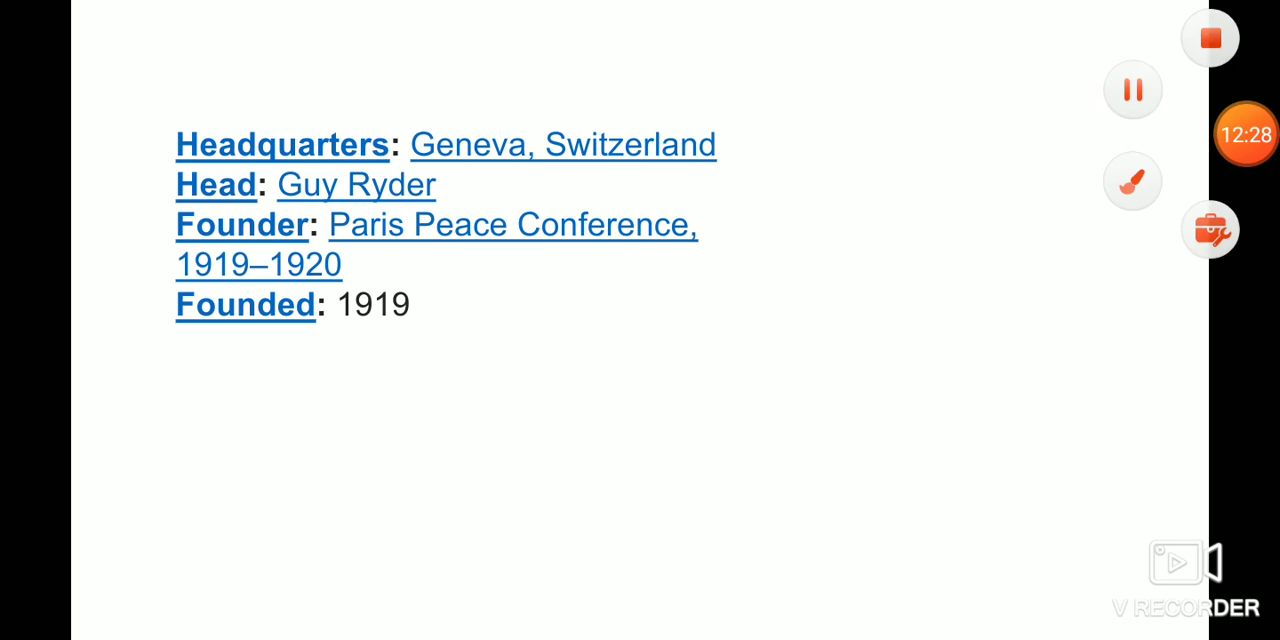 Headquarters: Geneva, Switzerland
Head: Guy Ryder
Founder: Paris Peace Conference,
1919–1920
Founded: 1919
12:28
V RECORDER